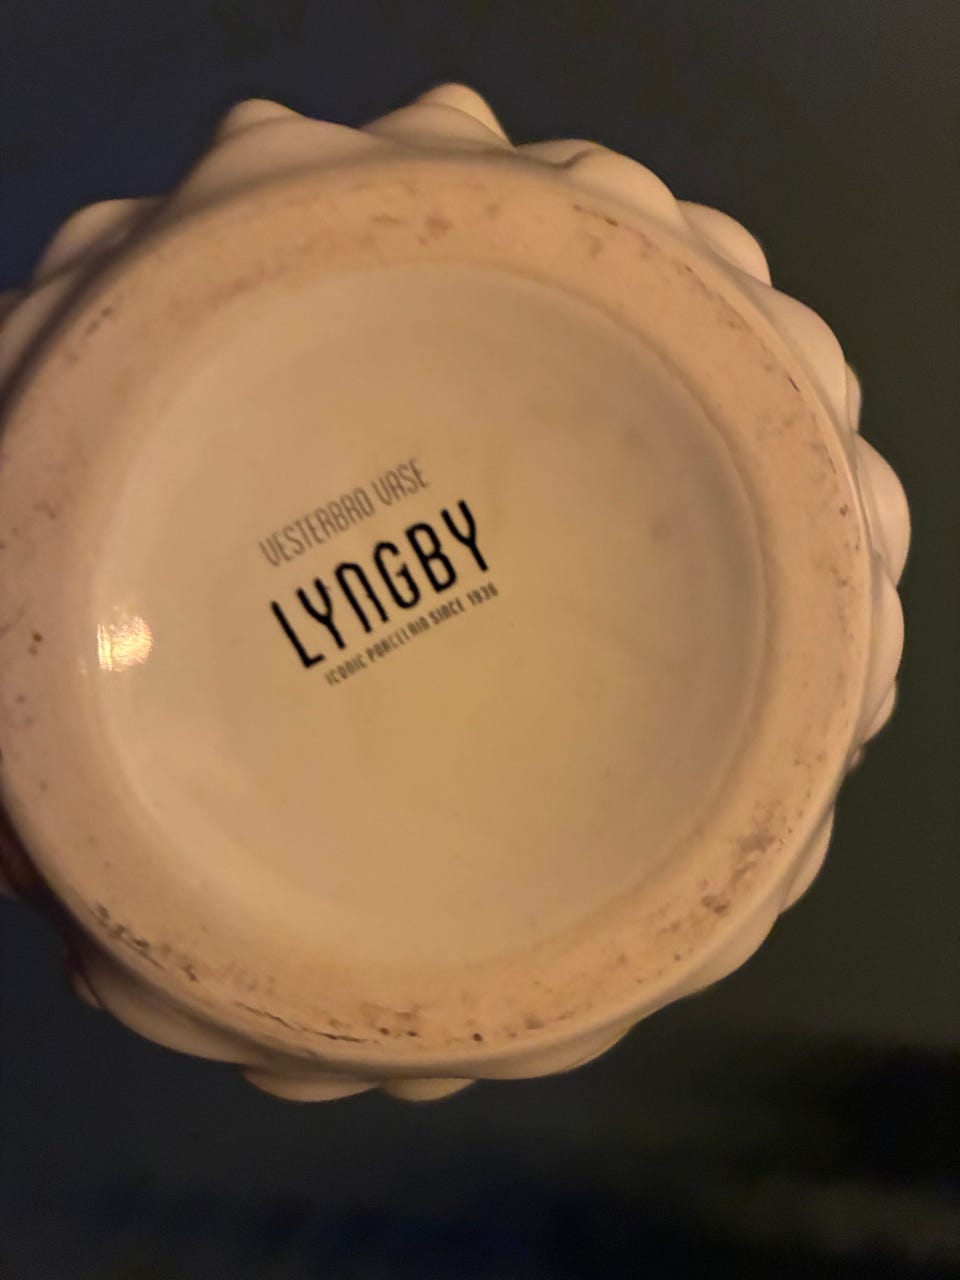 VESTERBRO VASE
LYNGBY
ICONIC PORCELAIN SINCE 1936